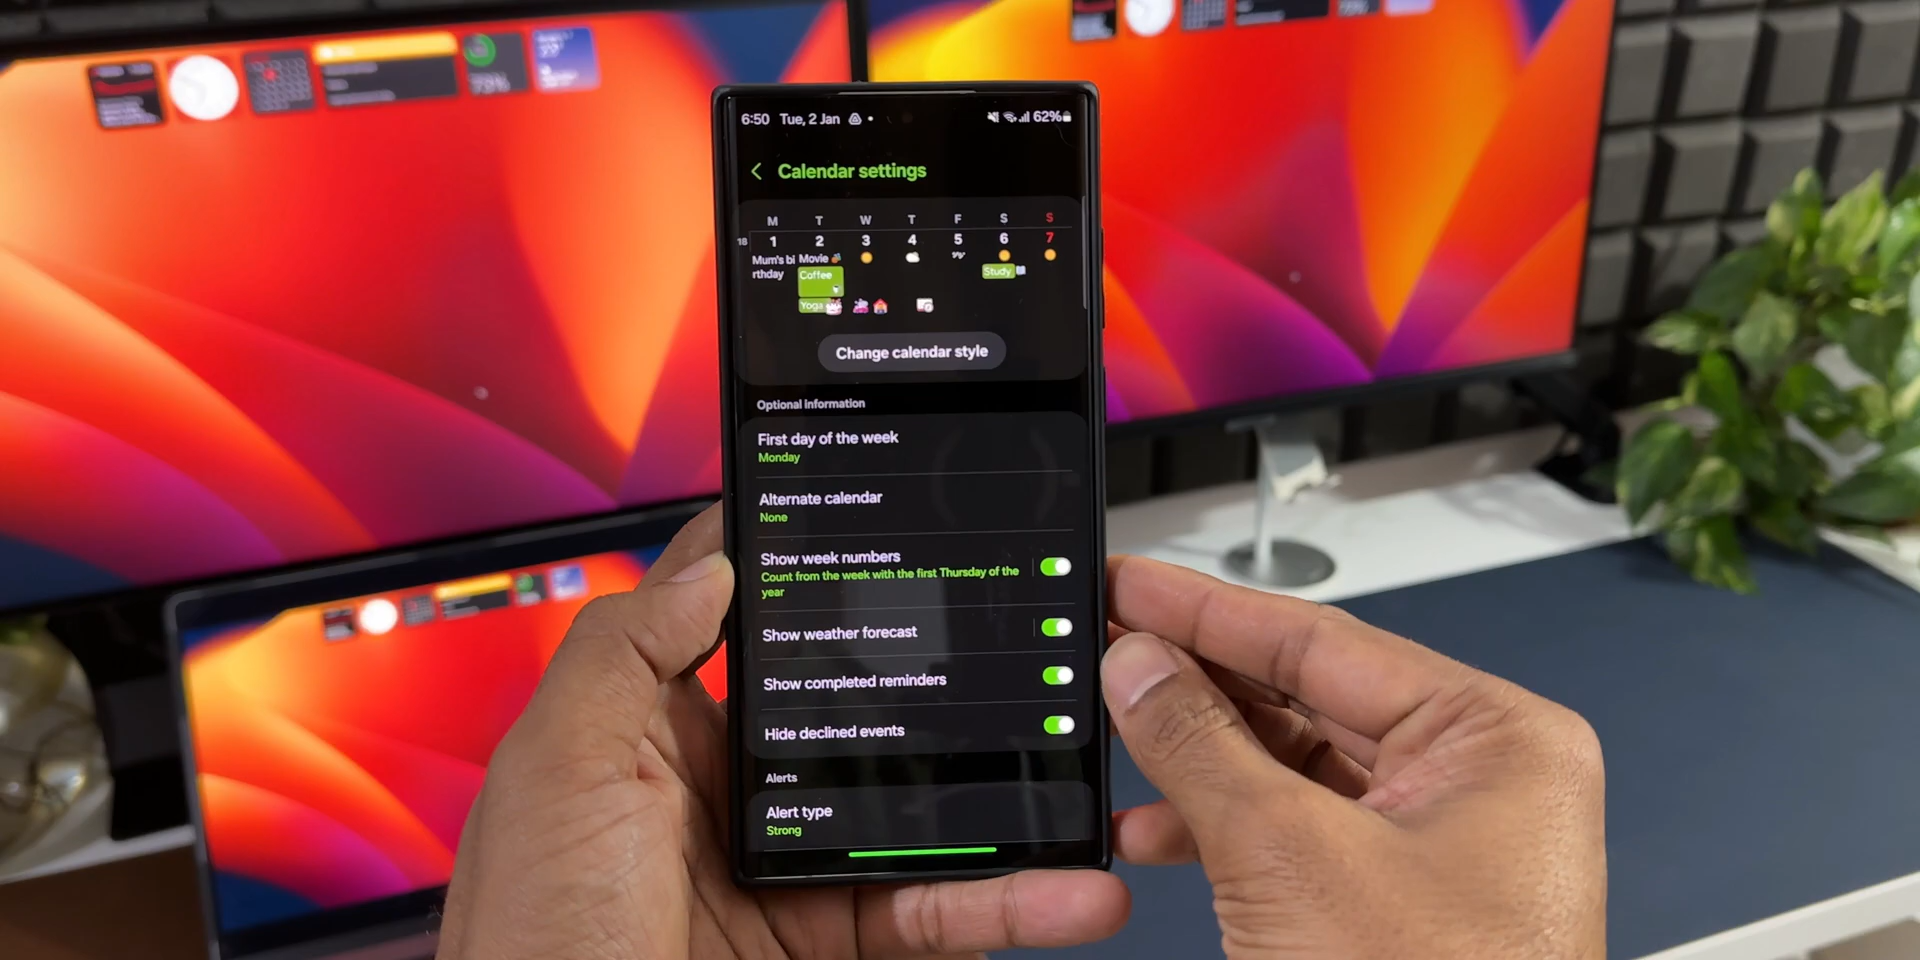 6:50 Tue, 2 Jan 62%
Calendar settings
M T W T F S S
18 1 2 3 4 5 6 7
Mum's bi Movie
rthday Coffee Study
Yoga
Change calendar style
Optional information
First day of the week
Monday
Alternate calendar
None
Show week numbers
Count from the week with the first Thursday of the
year
Show weather forecast
Show completed reminders
Hide declined events
Alerts
Alert type
Strong